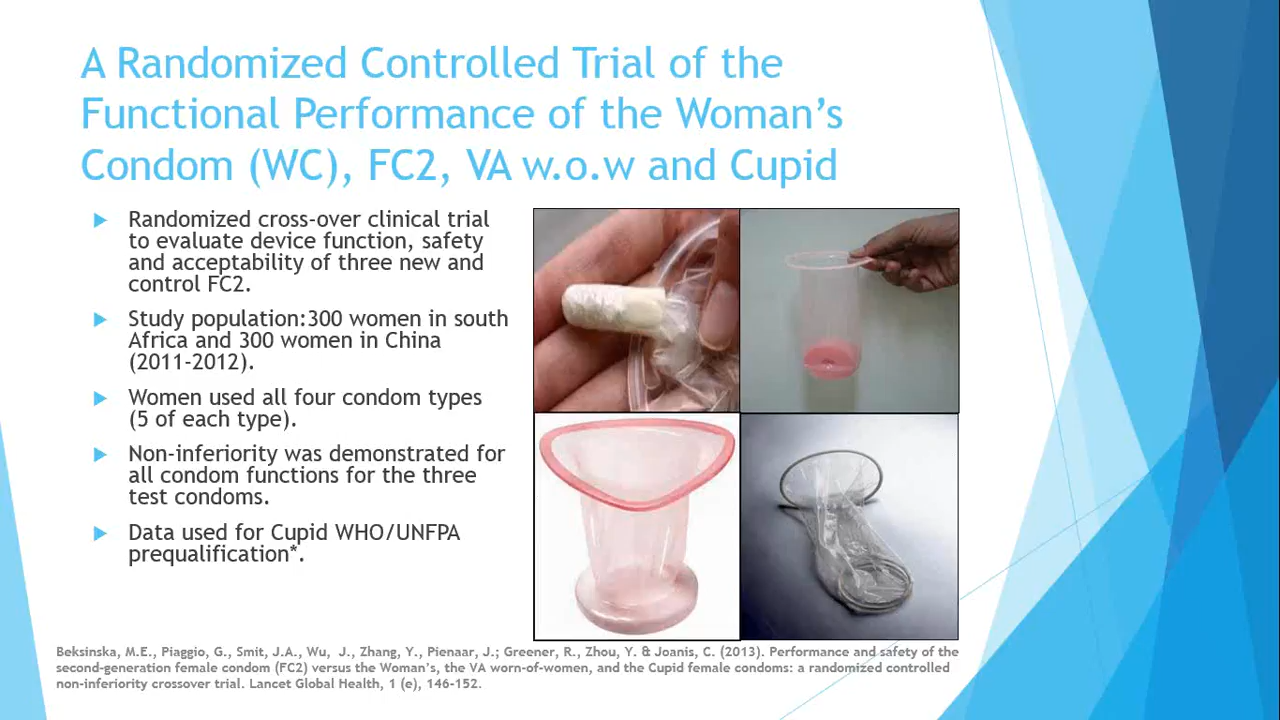 A Randomized Controlled Trial of the
Functional Performance of the Woman’s
Condom (WC), FC2, VA w.o.w and Cupid
Randomized cross-over clinical trial
to evaluate device function, safety
and acceptability of three new and
control FC2.
Study population:300 women in south
Africa and 300 women in China
(2011-2012).
Women used all four condom types
(5 of each type).
Non-inferiority was demonstrated for
all condom functions for the three
test condoms.
Data used for Cupid WHO/UNFPA
prequalification*.
Beksinska, M.E., Piaggio, G., Smit, J.A., Wu, J., Zhang, Y., Pienaar, J.; Greener, R., Zhou, Y. & Joanis, C. (2013). Performance and safety of the
second-generation female condom (FC2) versus the Woman’s, the VA worn-of-women, and the Cupid female condoms: a randomized controlled
non-inferiority crossover trial. Lancet Global Health, 1 (e), 146-152.